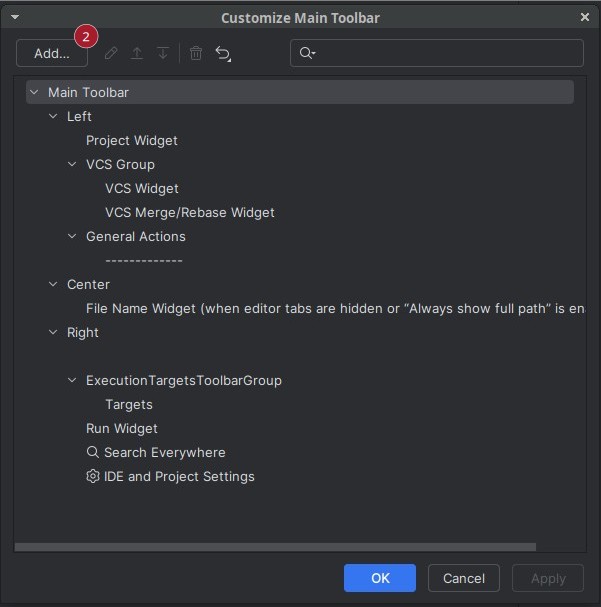 Customize Main Toolbar
2
Add...
Main Toolbar
Left
Project Widget
VCS Group
VCS Widget
VCS Merge/Rebase Widget
General Actions
-------------
Center
File Name Widget (when editor tabs are hidden or “Always show full path” is en
Right
ExecutionTargetsToolbarGroup
Targets
Run Widget
Search Everywhere
IDE and Project Settings
OK Cancel Apply